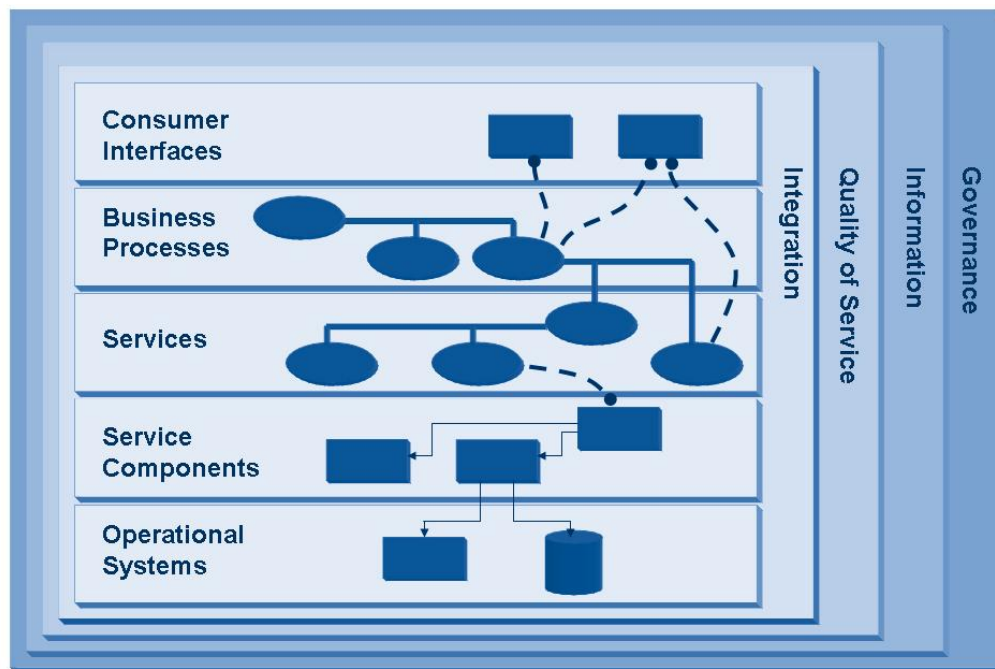 Consumer
Interfaces
Business
Processes
Services
Service
Components
Operational
Systems
Integration
Quality of Service
Information
Governance